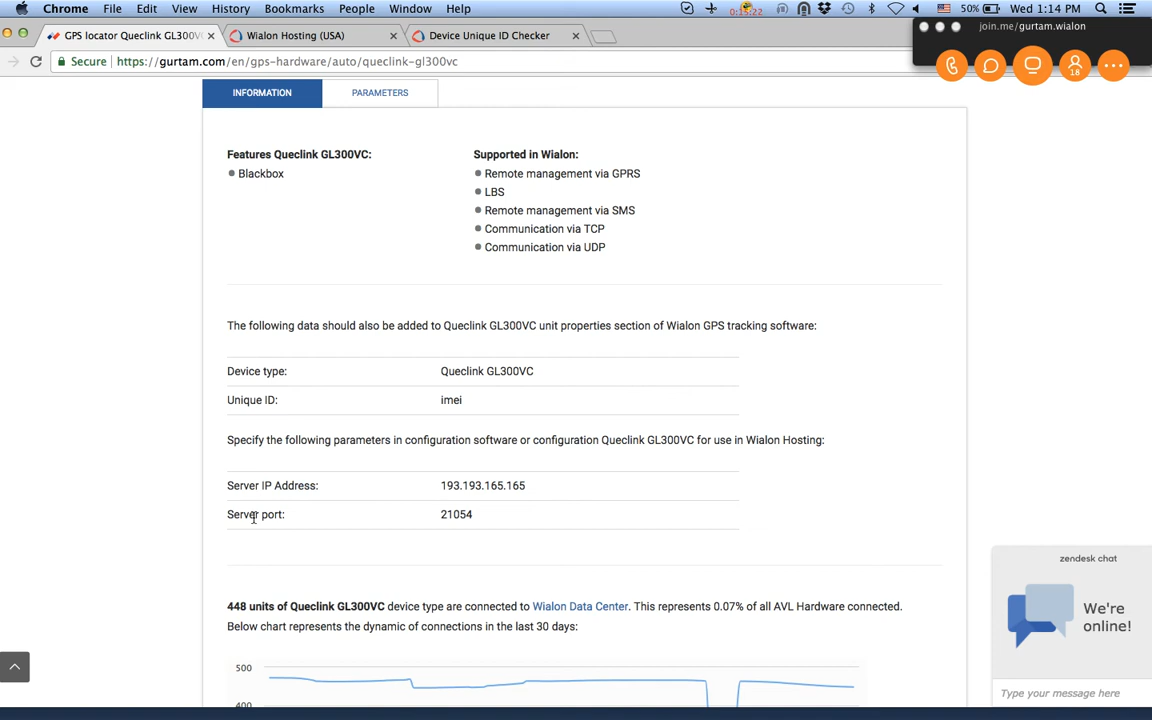 Chrome File Edit View History Bookmarks People Window Help 0:15:22 50% Wed 1:14 PM
GPS locator Queclink GL300V Wialon Hosting (USA) Device Unique ID Checker
join.me/gurtam.wialon
Secure https://gurtam.com/en/gps-hardware/auto/queclink-gl300vc
18
INFORMATION PARAMETERS
Features Queclink GL300VC: Supported in Wialon:
Blackbox Remote management via GPRS
LBS
Remote management via SMS
Communication via TCP
Communication via UDP
The following data should also be added to Queclink GL300VC unit properties section of Wialon GPS tracking software:
Device type: Queclink GL300VC
Unique ID: imei
Specify the following parameters in configuration software or configuration Queclink GL300VC for use in Wialon Hosting:
Server IP Address: 193.193.165.165
Server port: 21054
zendesk chat
We're
online!
448 units of Queclink GL300VC device type are connected to Wialon Data Center. This represents 0.07% of all AVL Hardware connected.
Below chart represents the dynamic of connections in the last 30 days:
500
400
Type your message here